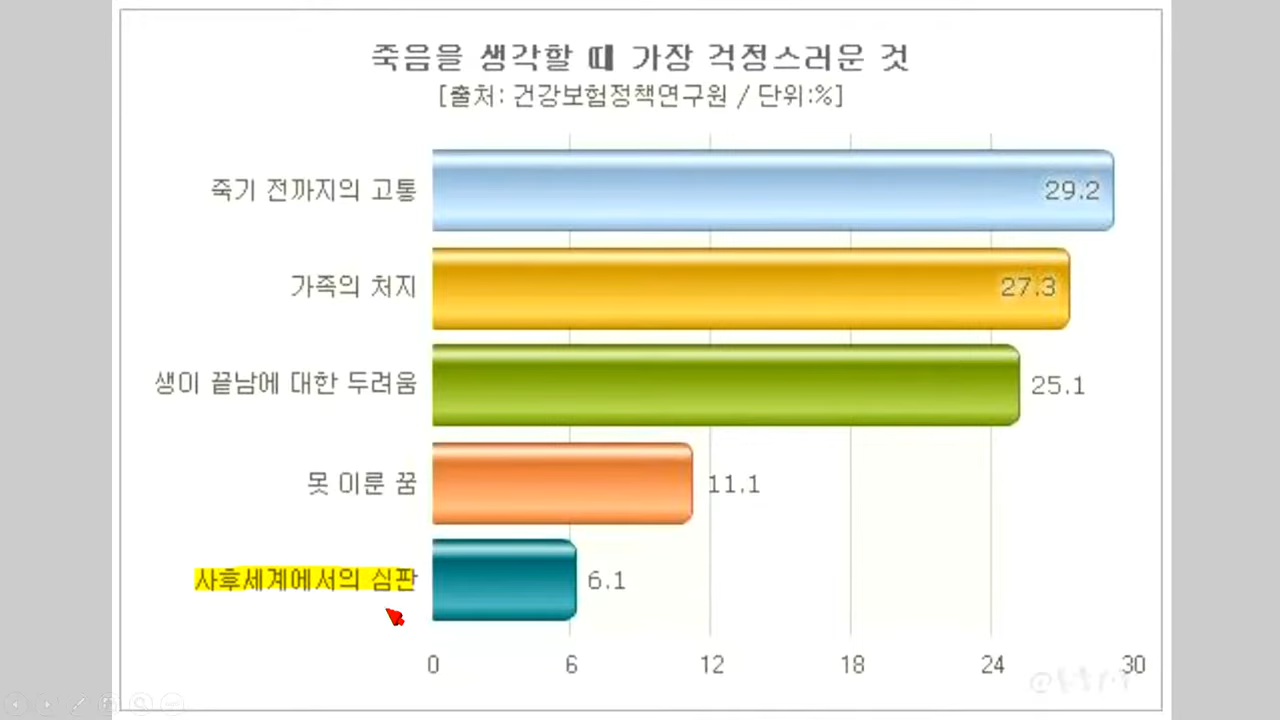 죽음을 생각할 때 가장 걱정스러운 것
[출처: 건강보험정책연구원 / 단위:%]
죽기 전까지의 고통 29.2
가족의 처지 27.3
생이 끝남에 대한 두려움 25.1
못 이룬 꿈 11.1
사후세계에서의 심판 6.1
0 6 12 18 24 30